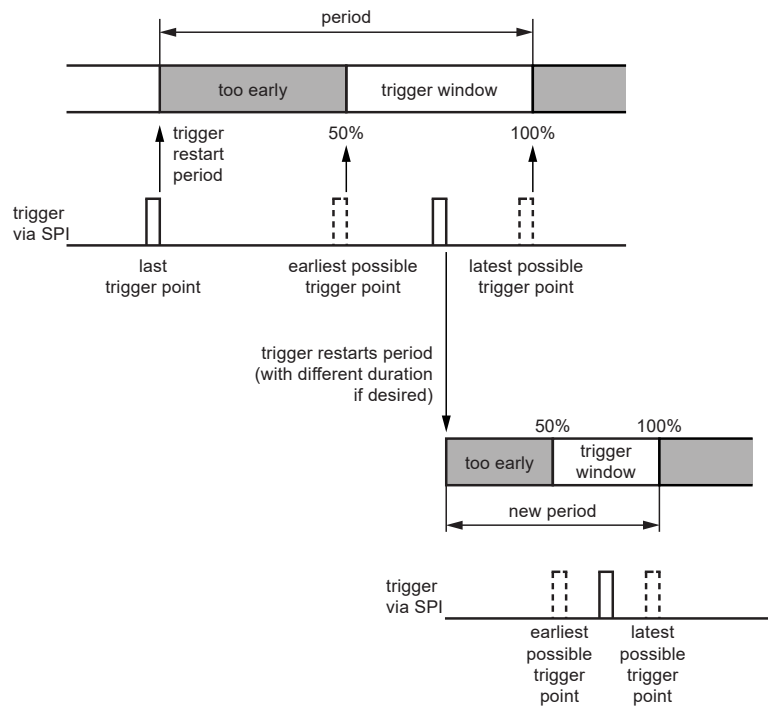 period
too early
trigger window
trigger
restart
period
50%
100%
trigger
via SPI
last
trigger point
earliest possible
trigger point
latest possible
trigger point
trigger restarts period
(with different duration
if desired)
50%
100%
too early
trigger
window
new period
trigger
via SPI
earliest
possible
trigger
point
latest
possible
trigger
point